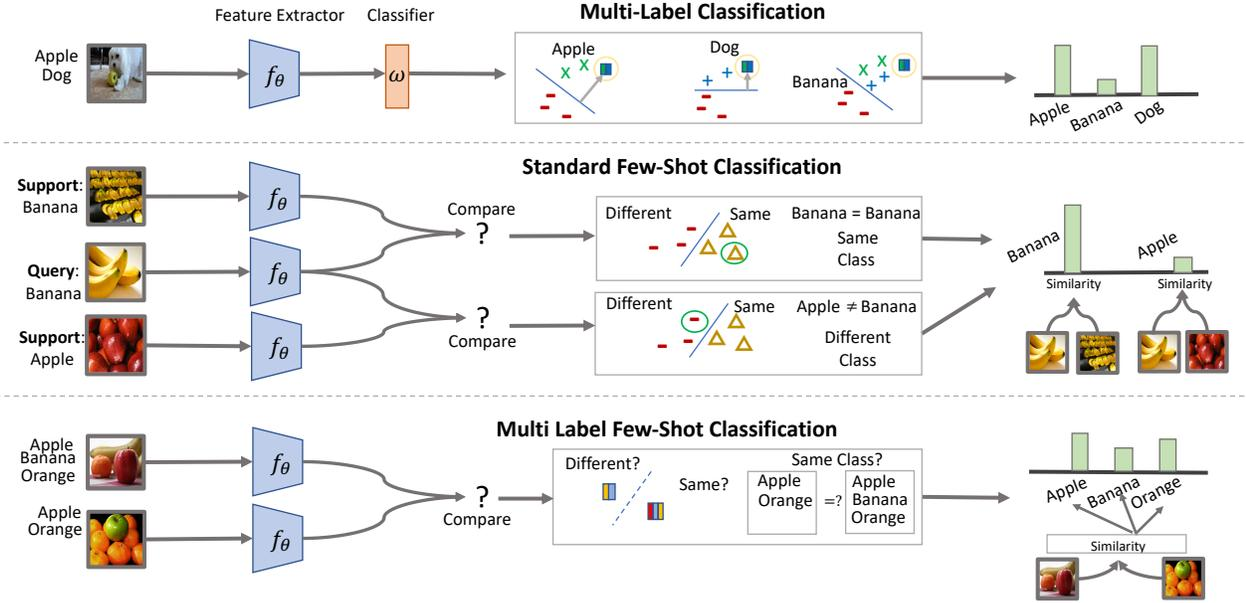 Multi-Label Classification
Feature Extractor
Classifier
Apple
Dog
fθ
ω
Apple
X X
Dog
+ +
Banana
X X
+ +
Apple
Banana
Dog
Standard Few-Shot Classification
Support:
Banana
fθ
Query:
Banana
fθ
Support:
Apple
fθ
Compare
?
?
Compare
Different
Same
Banana = Banana
Same
Class
Different
Same
Apple ≠ Banana
Different
Class
Banana
Apple
Similarity
Similarity
Multi Label Few-Shot Classification
Apple
Banana
Orange
fθ
Apple
Orange
fθ
?
Compare
Different?
Same?
Same Class?
Apple
Orange
=?
Apple
Banana
Orange
Apple
Banana
Orange
Similarity